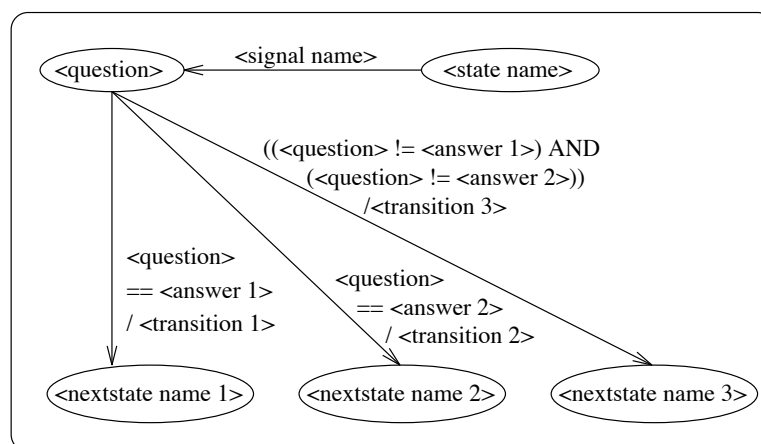 <signal name>
<question>
<state name>
((<question> != <answer 1>) AND
(<question> != <answer 2>))
/<transition 3>
<question>
== <answer 1>
/ <transition 1>
<question>
== <answer 2>
/ <transition 2>
<nextstate name 1>
<nextstate name 2>
<nextstate name 3>